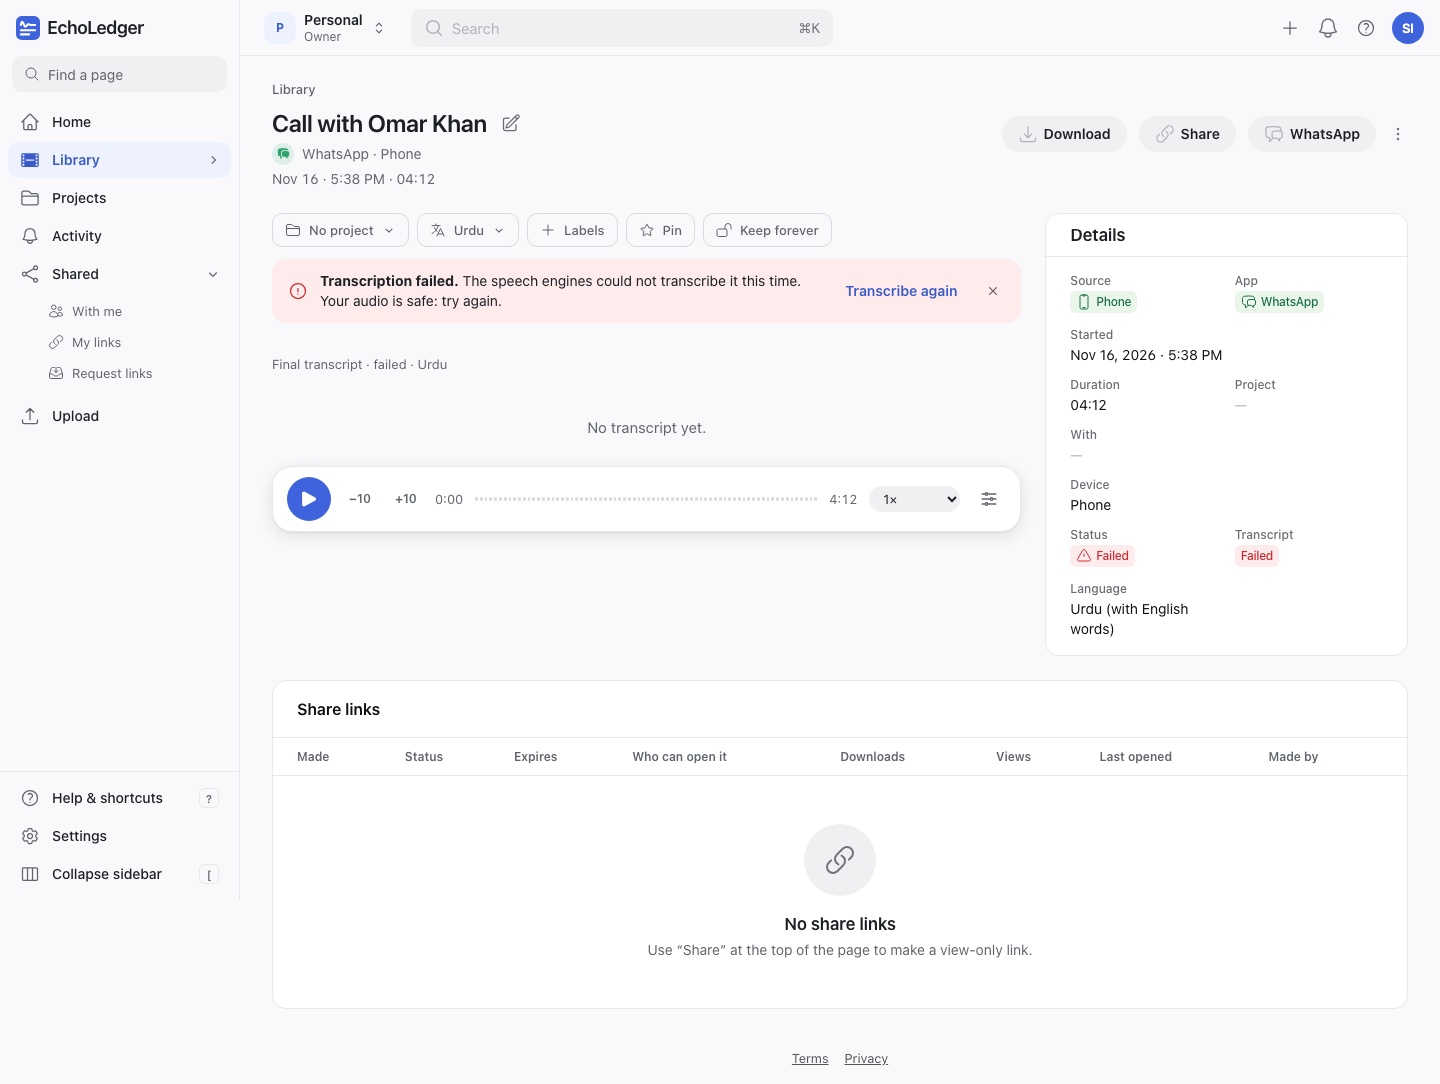 EchoLedger
Find a page
Home
Library
Projects
Activity
Shared
With me
My links
Request links
Upload
Help & shortcuts ?
Settings
Collapse sidebar [
P Personal
Owner
Search ⌘K
SI
Library
Call with Omar Khan
WhatsApp · Phone
Nov 16 · 5:38 PM · 04:12
Download Share WhatsApp
No project Urdu Labels Pin Keep forever
Transcription failed. The speech engines could not transcribe it this time.
Your audio is safe: try again.
Transcribe again
Final transcript · failed · Urdu
No transcript yet.
−10 +10 0:00 4:12 1×
Details
Source App
Phone WhatsApp
Started
Nov 16, 2026 · 5:38 PM
Duration Project
04:12 —
With
—
Device
Phone
Status Transcript
Failed Failed
Language
Urdu (with English
words)
Share links
Made Status Expires Who can open it Downloads Views Last opened Made by
No share links
Use “Share” at the top of the page to make a view-only link.
Terms Privacy